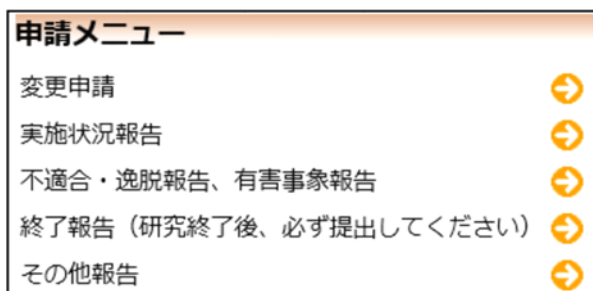 申請メニュー
変更申請
実施状況報告
不適合・逸脱報告、有害事象報告
終了報告（研究終了後、必ず提出してください）
その他報告